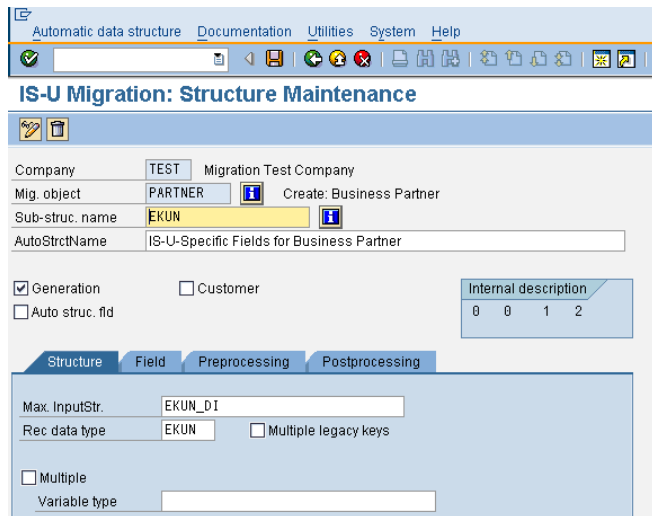 Automatic data structure Documentation Utilities System Help
IS-U Migration: Structure Maintenance
Company TEST Migration Test Company
Mig. object PARTNER Create: Business Partner
Sub-struc. name EKUN
AutoStrctName IS-U-Specific Fields for Business Partner
Generation Customer Internal description
Auto struc. fld 0 0 1 2
Structure Field Preprocessing Postprocessing
Max. InputStr. EKUN_DI
Rec data type EKUN Multiple legacy keys
Multiple
Variable type